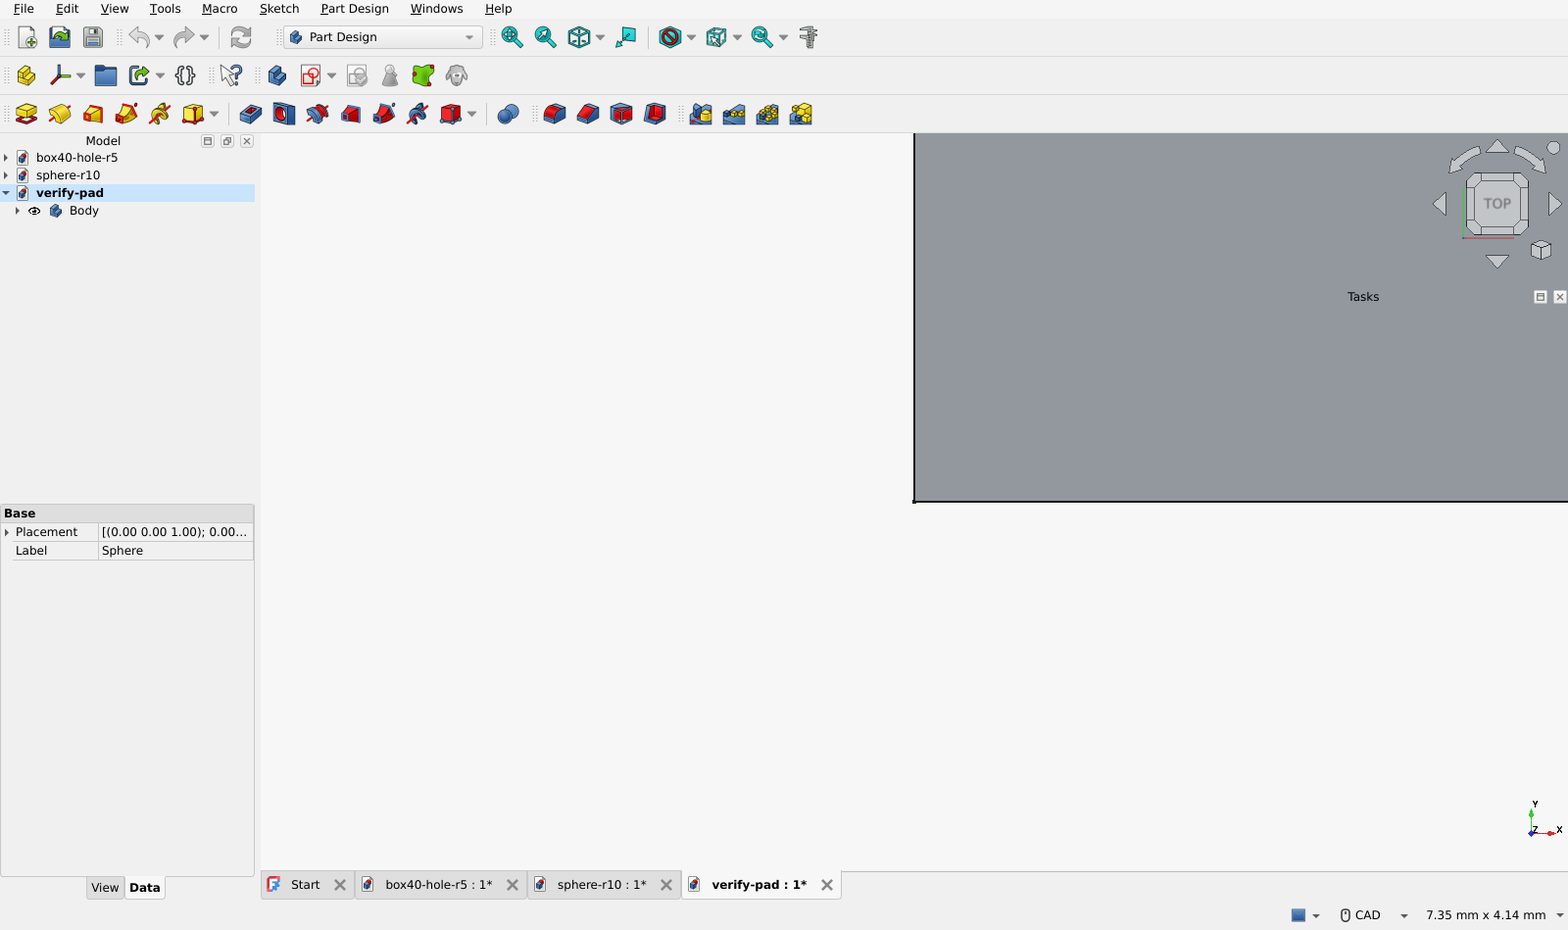 File Edit View Tools Macro Sketch Part Design Windows Help
Part Design
Model
box40-hole-r5
sphere-r10
verify-pad
Body
TOP
Tasks
Base
Placement [(0.00 0.00 1.00); 0.00...
Label Sphere
Y
Z X
View Data
Start box40-hole-r5 : 1* sphere-r10 : 1* verify-pad : 1*
CAD 7.35 mm x 4.14 mm